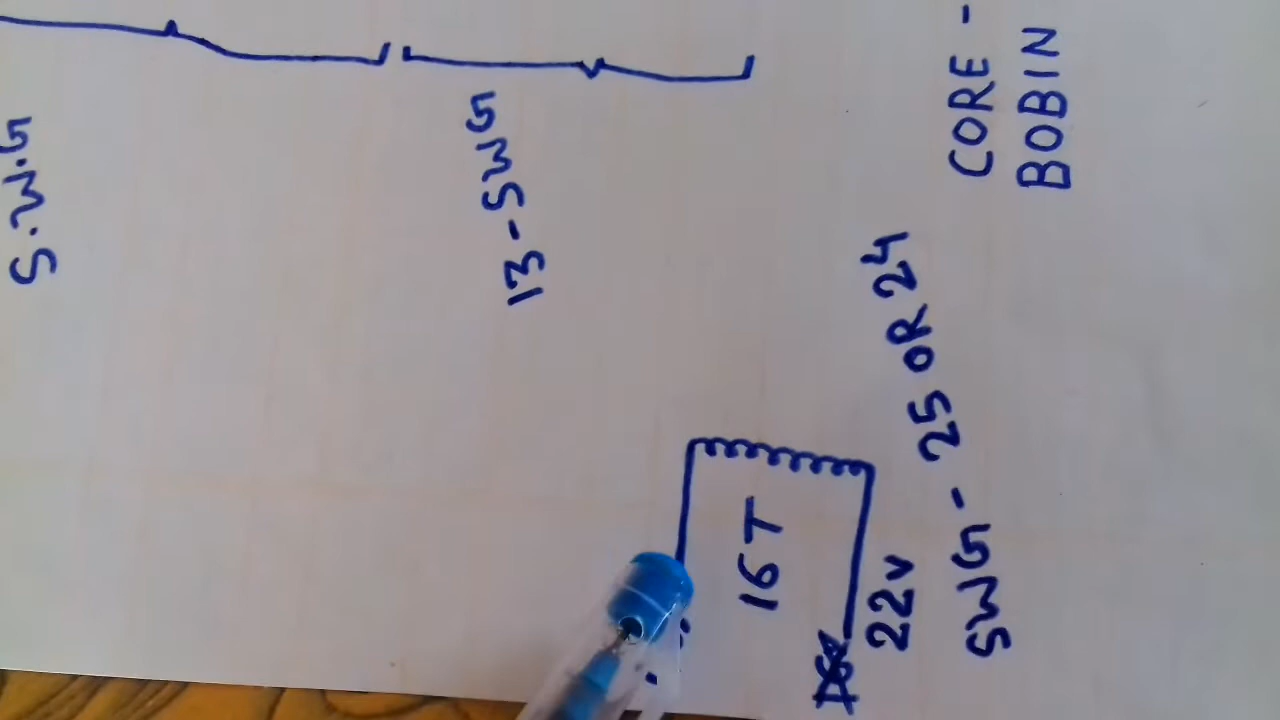 S.W.G
13-SWG
CORE -
BOBIN
SWG- 25 OR 24
16T
22V